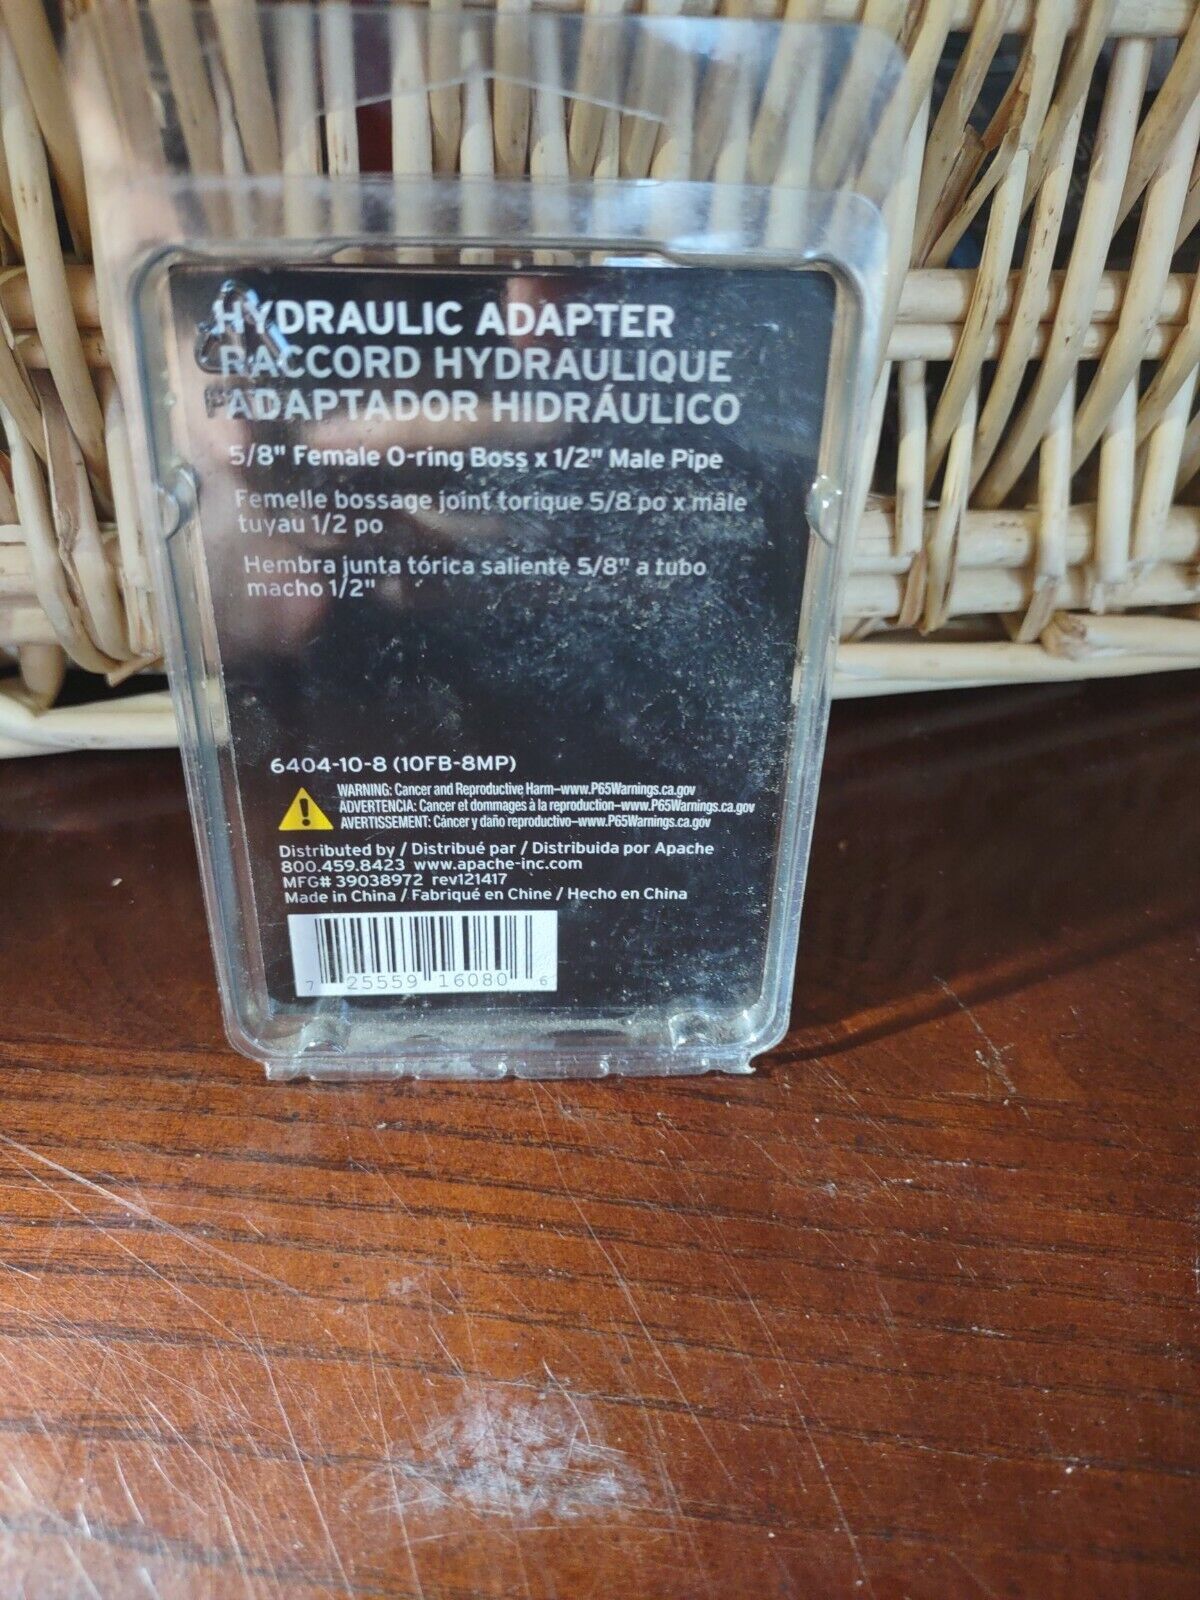 HYDRAULIC ADAPTER
RACCORD HYDRAULIQUE
ADAPTADOR HIDRÁULICO
5/8" Female O-ring Boss x 1/2" Male Pipe
Femelle bossage joint torique 5/8 po x mâle
tuyau 1/2 po
Hembra junta tórica saliente 5/8" a tubo
macho 1/2"
6404-10-8 (10FB-8MP)
WARNING: Cancer and Reproductive Harm–www.P65Warnings.ca.gov
ADVERTENCIA: Cancer et dommages à la reproduction–www.P65Warnings.ca.gov
AVERTISSEMENT: Cáncer y daño reproductivo–www.P65Warnings.ca.gov
Distributed by / Distribué par / Distribuida por Apache
800.459.8423 www.apache-inc.com
MFG# 39038972 rev121417
Made in China / Fabriqué en Chine / Hecho en China
7 25559 16080 6